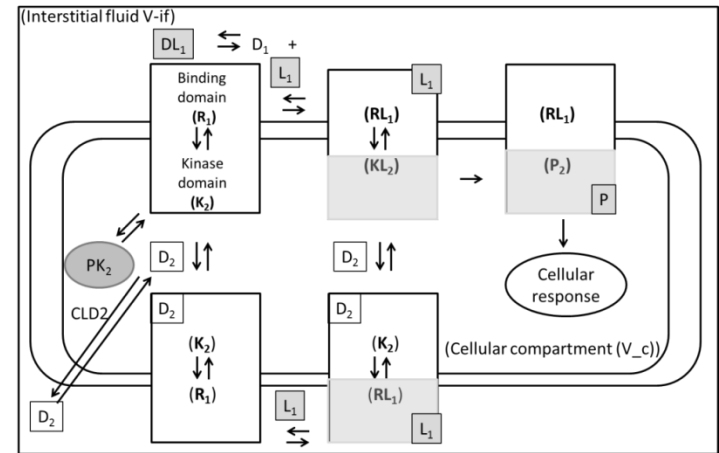 (Interstitial fluid V-if)
DL₁ D₁ +
L₁
Binding
domain
(R₁)
Kinase
domain
(K₂)
L₁
(RL₁)
(KL₂)
(RL₁)
(P₂)
P
PK₂
D₂
D₂
Cellular
response
CLD2
D₂
(K₂)
(R₁)
D₂
(K₂)
(RL₁)
L₁
(Cellular compartment (V_c))
D₂
L₁